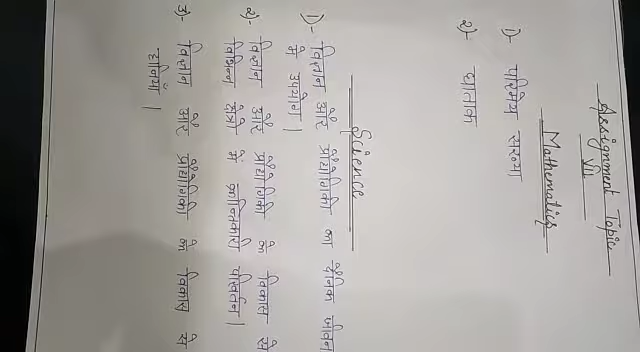 Assignment Topic
VII
Mathematics
1)- परिमेय संख्या
2)- घातांक
Science
1)- विज्ञान और प्रौद्योगिकी का दैनिक जीवन
में उपयोग।
2)- विज्ञान और प्रौद्योगिकी के विकास से
विभिन्न क्षेत्रों में क्रान्तिकारी परिवर्तन।
3)- विज्ञान और प्रौद्योगिकी के विकास से
हानियाँ।